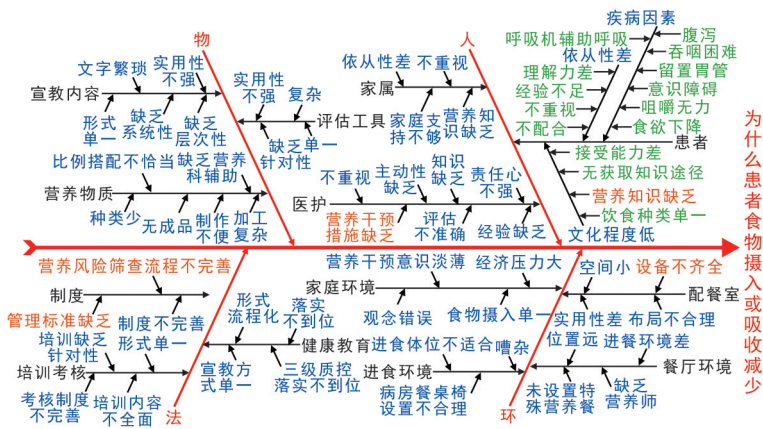 物
文字繁琐
实用性
不强
宣教内容
形式
单一
缺乏
系统性
缺乏
层次性
实用性
不强
复杂
评估工具
缺乏
针对性
单一
比例搭配不恰当
缺乏营养
科辅助
营养物质
种类少
无成品
制作
不便
加工
复杂
人
依从性差
不重视
家属
家庭支
持不够
营养知
识缺乏
不重视
主动性
缺乏
知识
缺乏
责任心
不强
医护
营养干预
措施缺乏
评估
不准确
经验缺乏
疾病因素
呼吸机辅助呼吸
依从性差
理解力差
经验不足
不重视
不配合
腹泻
吞咽困难
留置胃管
意识障碍
咀嚼无力
食欲下降
患者
接受能力差
无获取知识途径
营养知识缺乏
饮食种类单一
文化程度低
为什么患者食物摄入或吸收减少
营养风险筛查流程不完善
制度
管理标准缺乏
制度不完善
培训缺乏
针对性
形式单一
培训考核
考核制度
不完善
培训内容
不全面
法
形式
流程化
落实
不到位
健康教育
宣教方
式单一
三级质控
落实不到位
营养干预意识淡薄
经济压力大
家庭环境
观念错误
食物摄入单一
进食体位不适合
嘈杂
进食环境
病房餐桌椅
设置不合理
环
空间小
设备不齐全
配餐室
实用性差
布局不合理
位置远
进餐环境差
餐厅环境
未设置特
殊营养餐
缺乏
营养师